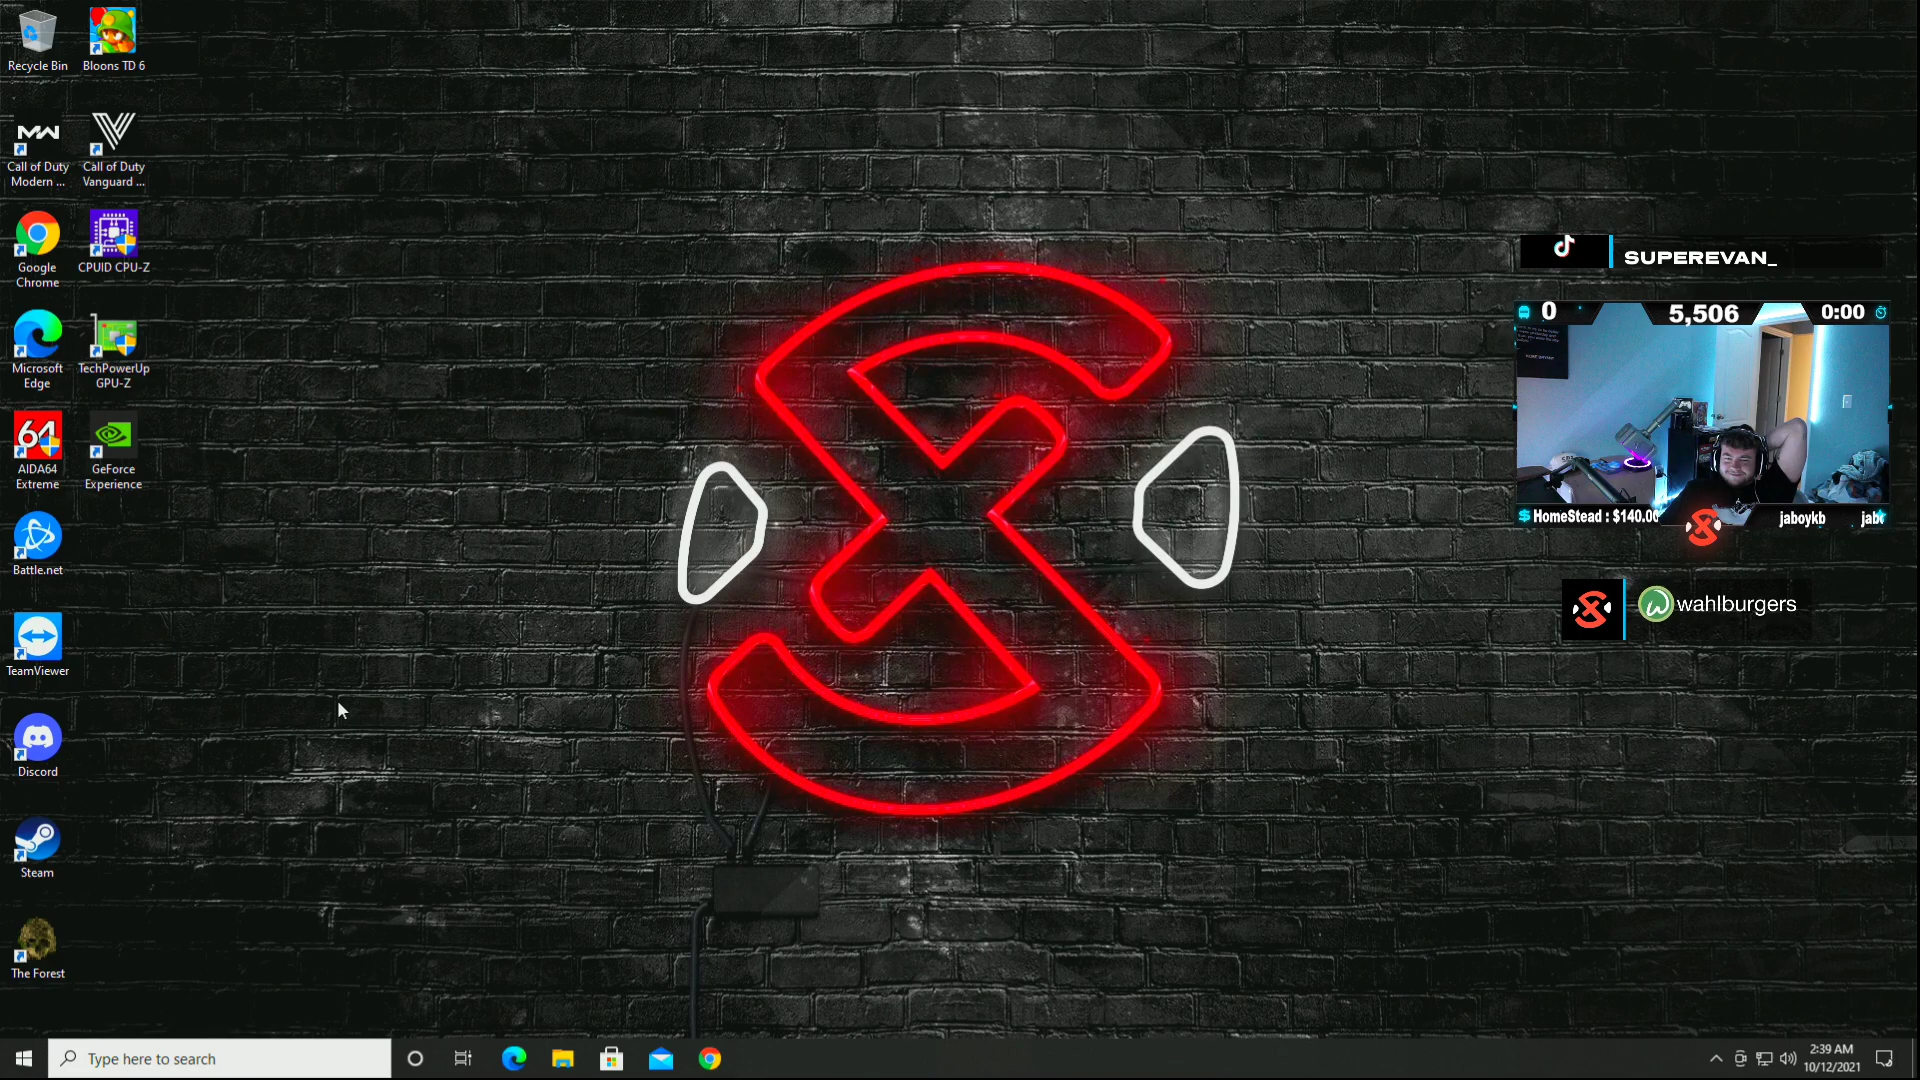 Recycle Bin
Bloons TD 6
Call of Duty
Modern ...
Call of Duty
Vanguard ...
Google
Chrome
CPUID CPU-Z
Microsoft
Edge
TechPowerUp
GPU-Z
64
AIDA64
Extreme
GeForce
Experience
Battle.net
TeamViewer
Discord
Steam
The Forest
SUPEREVAN_
0
5,506
0:00
$ HomeStead : $140.00
jaboykb
wahlburgers
Type here to search
2:39 AM
10/12/2021